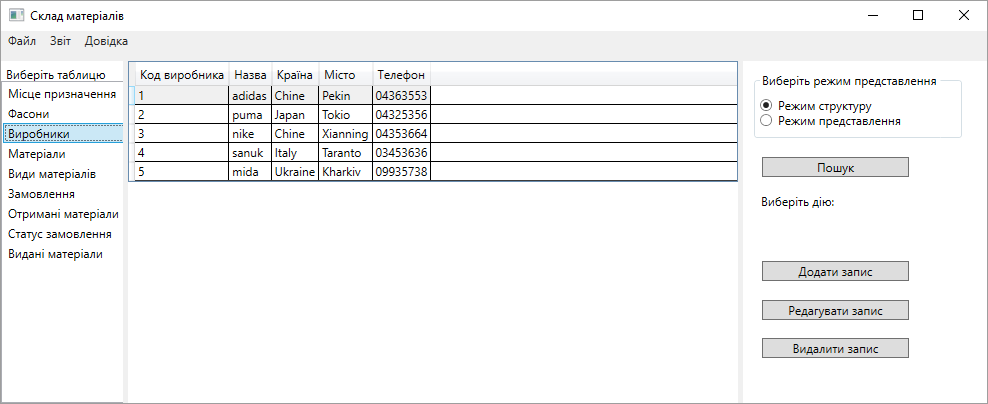 Склад матеріалів
Файл Звіт Довідка
Виберіть таблицю
Місце призначення
Фасони
Виробники
Матеріали
Види матеріалів
Замовлення
Отримані матеріали
Статус замовлення
Видані матеріали
Код виробника Назва Країна Місто Телефон
1 adidas Chine Pekin 04363553
2 puma Japan Tokio 04325356
3 nike Chine Xianning 04353664
4 sanuk Italy Taranto 03453636
5 mida Ukraine Kharkiv 09935738
Виберіть режим представлення
Режим структуру
Режим представлення
Пошук
Виберіть дію:
Додати запис
Редагувати запис
Видалити запис